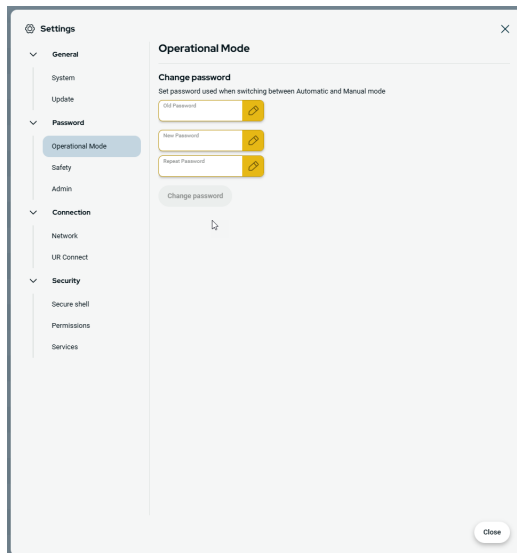 Settings
General
System
Update
Password
Operational Mode
Safety
Admin
Connection
Network
UR Connect
Security
Secure shell
Permissions
Services
Operational Mode
Change password
Set password used when switching between Automatic and Manual mode
Old Password
New Password
Repeat Password
Change password
Close